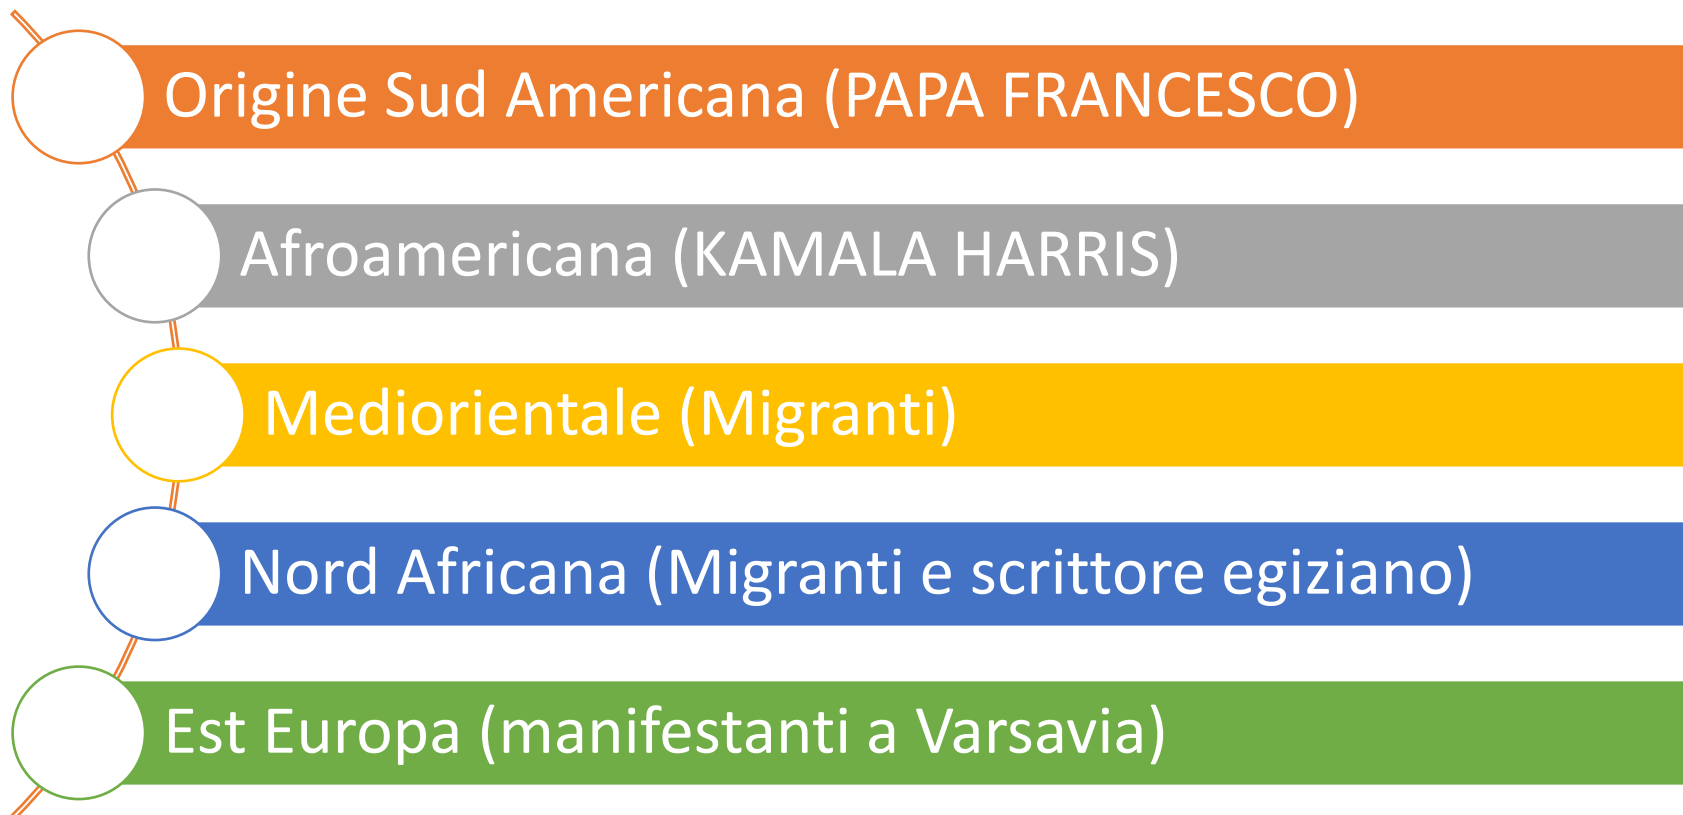 Origine Sud Americana (PAPA FRANCESCO)
Afroamericana (KAMALA HARRIS)
Mediorientale (Migranti)
Nord Africana (Migranti e scrittore egiziano)
Est Europa (manifestanti a Varsavia)